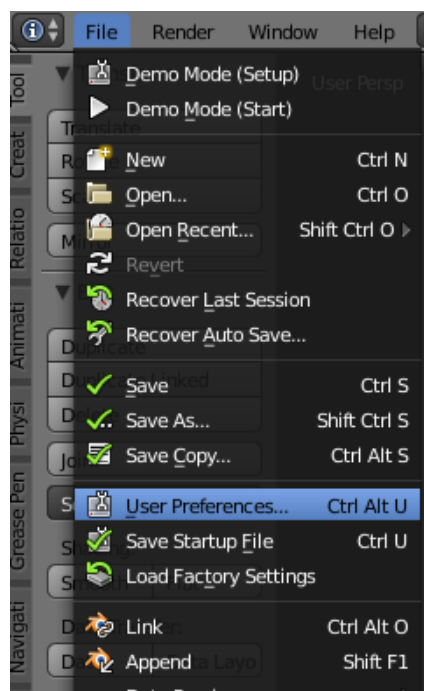 File Render Window Help
User Persp
Demo Mode (Setup)
Demo Mode (Start)
Translate
New Ctrl N
Open... Ctrl O
Open Recent... Shift Ctrl O
Revert
Recover Last Session
Recover Auto Save...
Duplicate
Save Ctrl S
Save As... Shift Ctrl S
Save Copy... Ctrl Alt S
User Preferences... Ctrl Alt U
Save Startup File Ctrl U
Load Factory Settings
Link Ctrl Alt O
Append Shift F1
Tool
Creat
Relatio
Animati
Physi
Grease Pen
Navigati